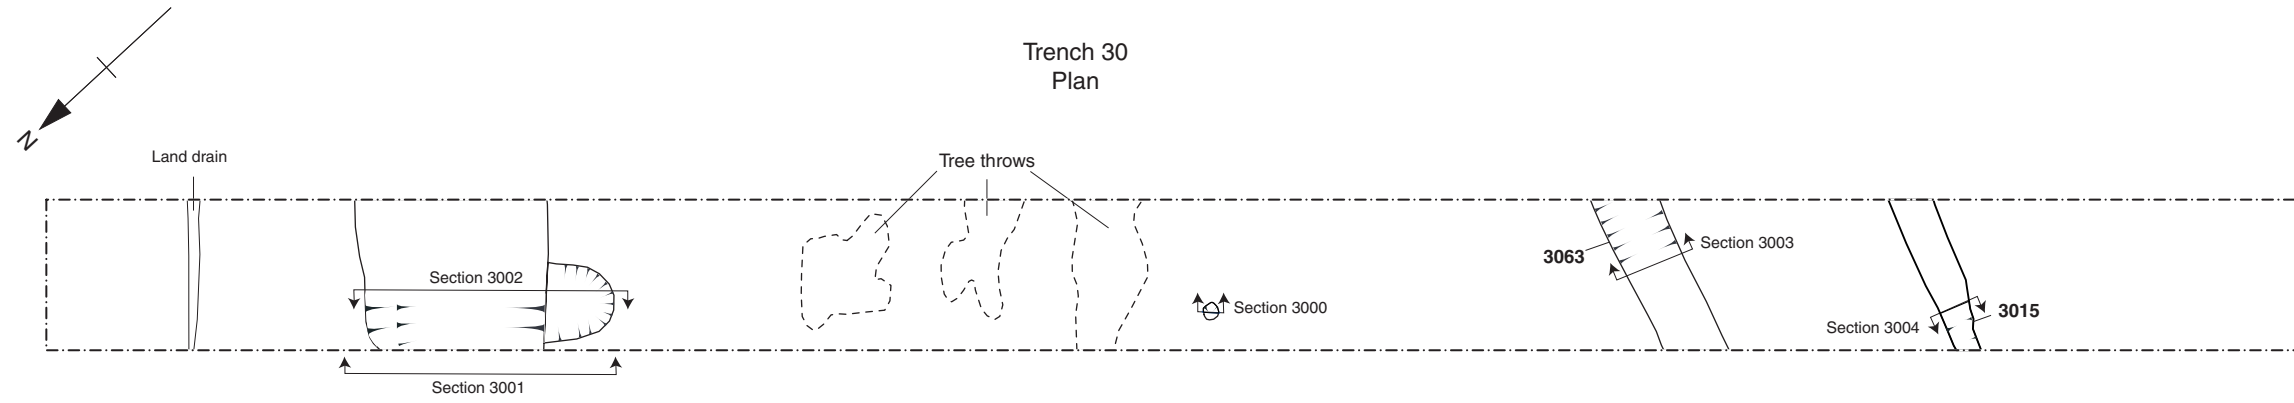 Trench 30
Plan
N
Land drain
Tree throws
3063
Section 3003
Section 3002
Section 3000
3015
Section 3004
Section 3001